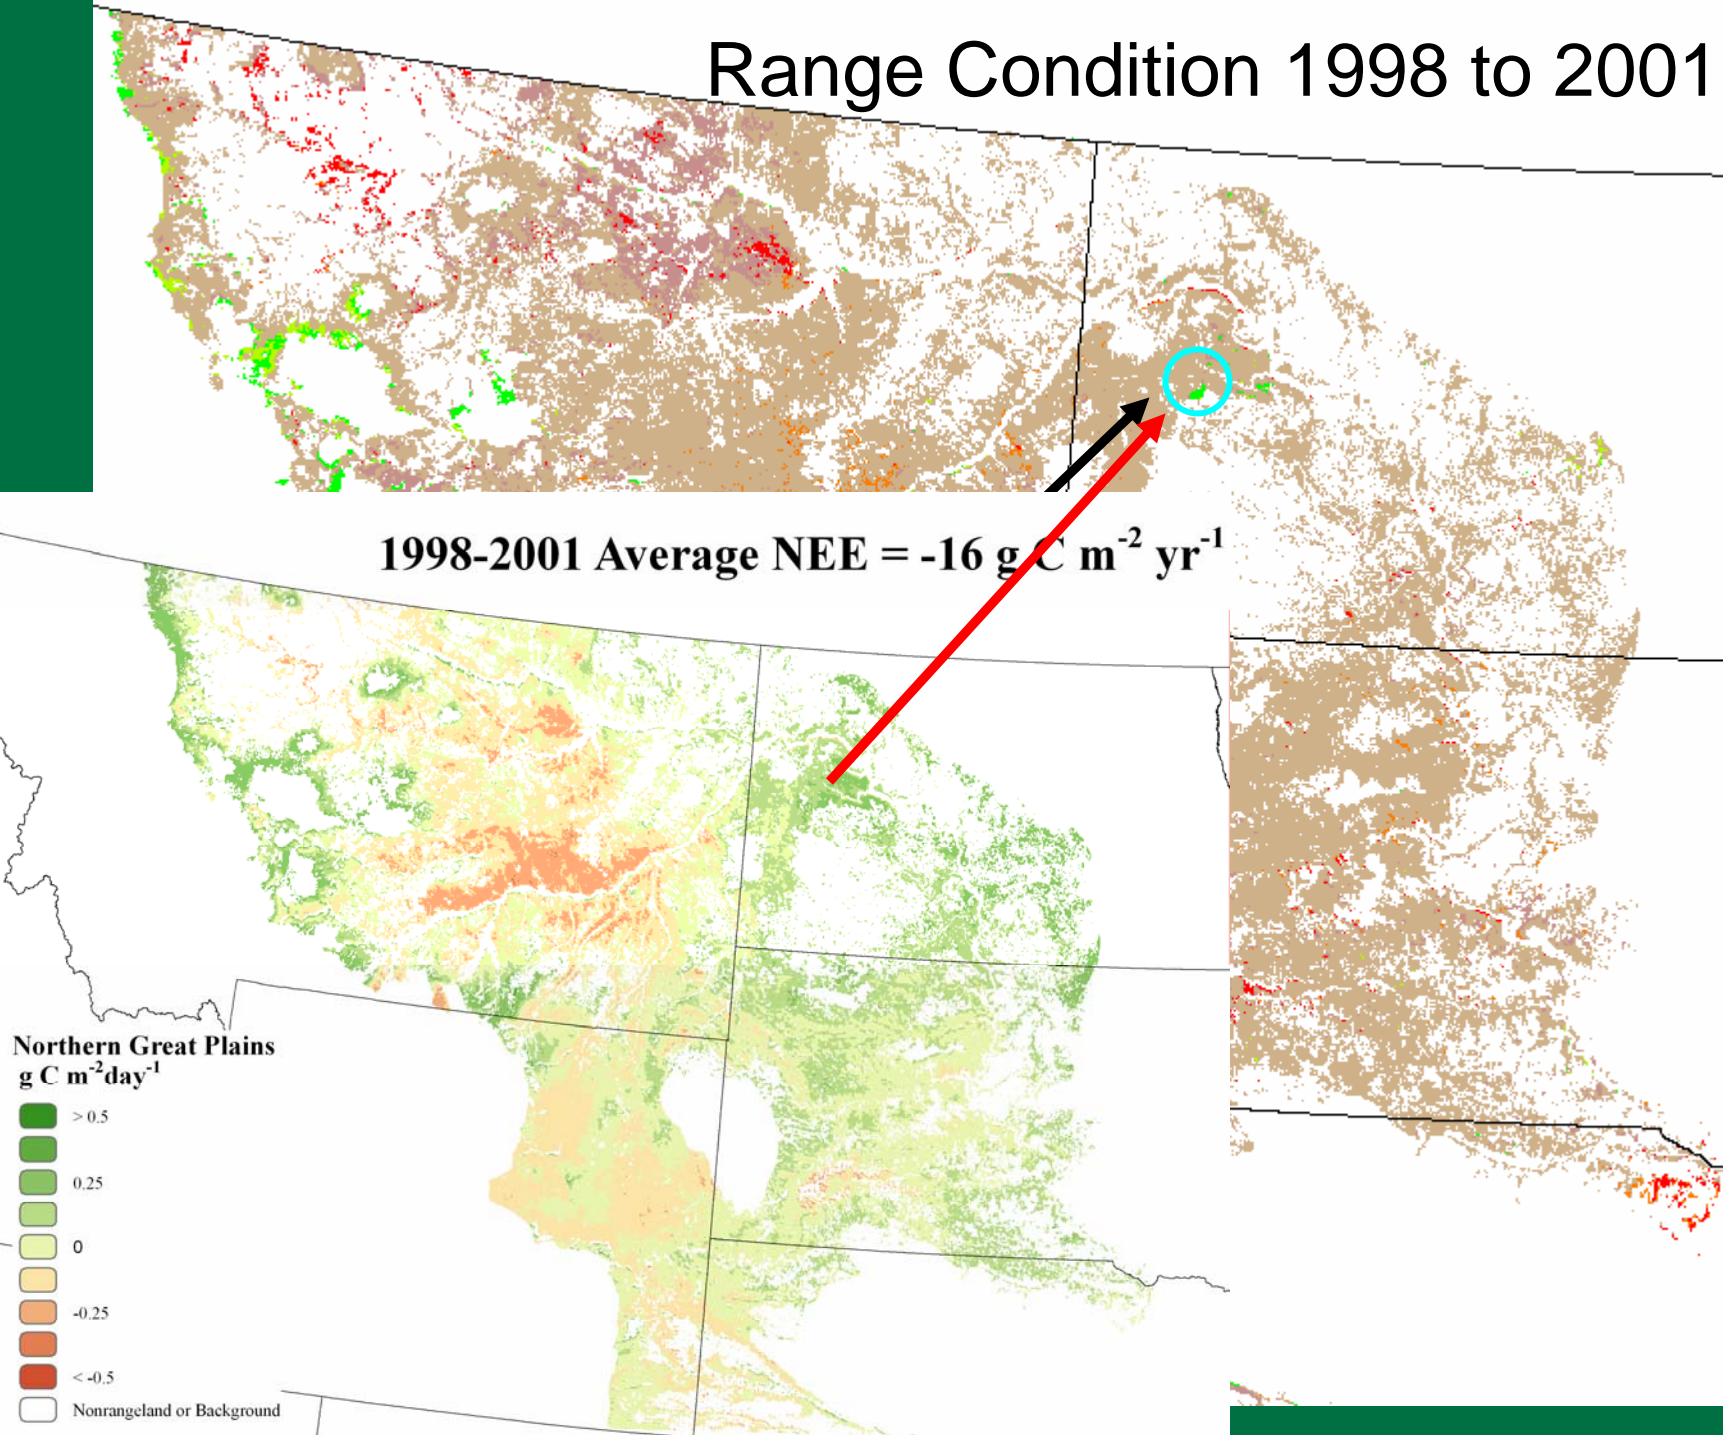 Range Condition 1998 to 2001
1998-2001 Average NEE = -16 g C m-2 yr-1
Northern Great Plains
g C m-2day-1
> 0.5
0.25
0
-0.25
< -0.5
Nonrangeland or Background